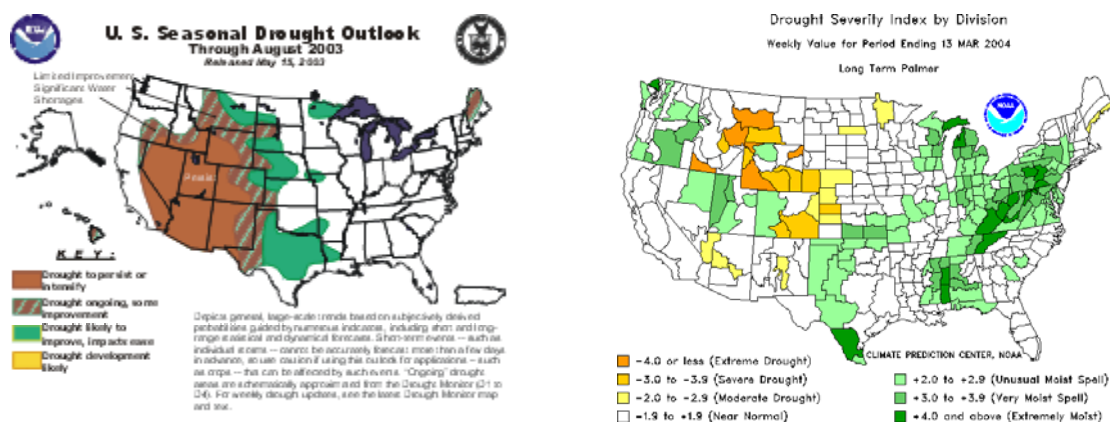 U. S. Seasonal Drought Outlook
Through August 2003
Released May 15, 2003
Limited Improvement
Significant Water
Shortages
Persist
K E Y :
Drought to persist or
intensify
Drought ongoing, some
improvement
Drought likely to
improve, impacts ease
Drought development
likely
Depicts general, large-scale trends based on subjectively derived
probabilities guided by numerous indicators, including short and long-
range statistical and dynamical forecasts. Short-term events -- such as
individual storms -- cannot be accurately forecast more than a few days
in advance, so use caution if using this outlook for applications -- such
as crops -- that can be affected by such events. "Ongoing" drought
areas are schematically approximated from the Drought Monitor (D1 to
D4). For weekly drought updates, see the latest Drought Monitor map
and text.
Drought Severity Index by Division
Weekly Value for Period Ending 13 MAR 2004
Long Term Palmer
NOAA
CLIMATE PREDICTION CENTER, NOAA
-4.0 or less (Extreme Drought)
-3.0 to -3.9 (Severe Drought)
-2.0 to -2.9 (Moderate Drought)
-1.9 to +1.9 (Near Normal)
+2.0 to +2.9 (Unusual Moist Spell)
+3.0 to +3.9 (Very Moist Spell)
+4.0 and above (Extremely Moist)